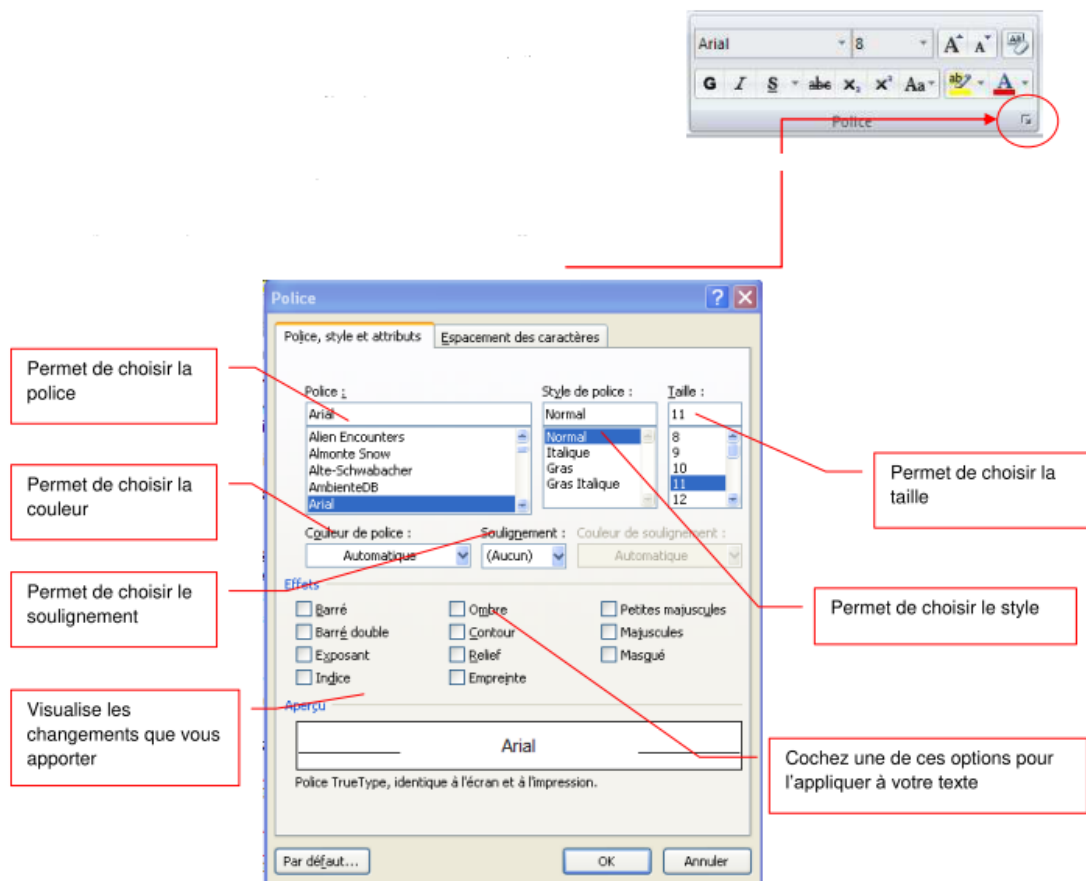 Arial 8 A A Aa
G I S abc x₂ x² Aa ab A
Police
Police
Police, style et attributs Espacement des caractères
Permet de choisir la
police
Police : Style de police : Taille :
Arial Normal 11
Alien Encounters Normal 8
Almonte Snow Italique 9
Alte-Schwabacher Gras 10
AmbienteDB Gras Italique 11
Arial 12
Permet de choisir la
taille
Permet de choisir la
couleur
Couleur de police : Soulignement : Couleur de soulignement :
Automatique (Aucun) Automatique
Permet de choisir le
soulignement
Permet de choisir le style
Effets
Barré Ombre Petites majuscules
Barré double Contour Majuscules
Exposant Relief Masqué
Indice Empreinte
Visualise les
changements que vous
apporter
Aperçu
Arial
Police TrueType, identique à l'écran et à l'impression.
Cochez une de ces options pour
l'appliquer à votre texte
Par défaut... OK Annuler